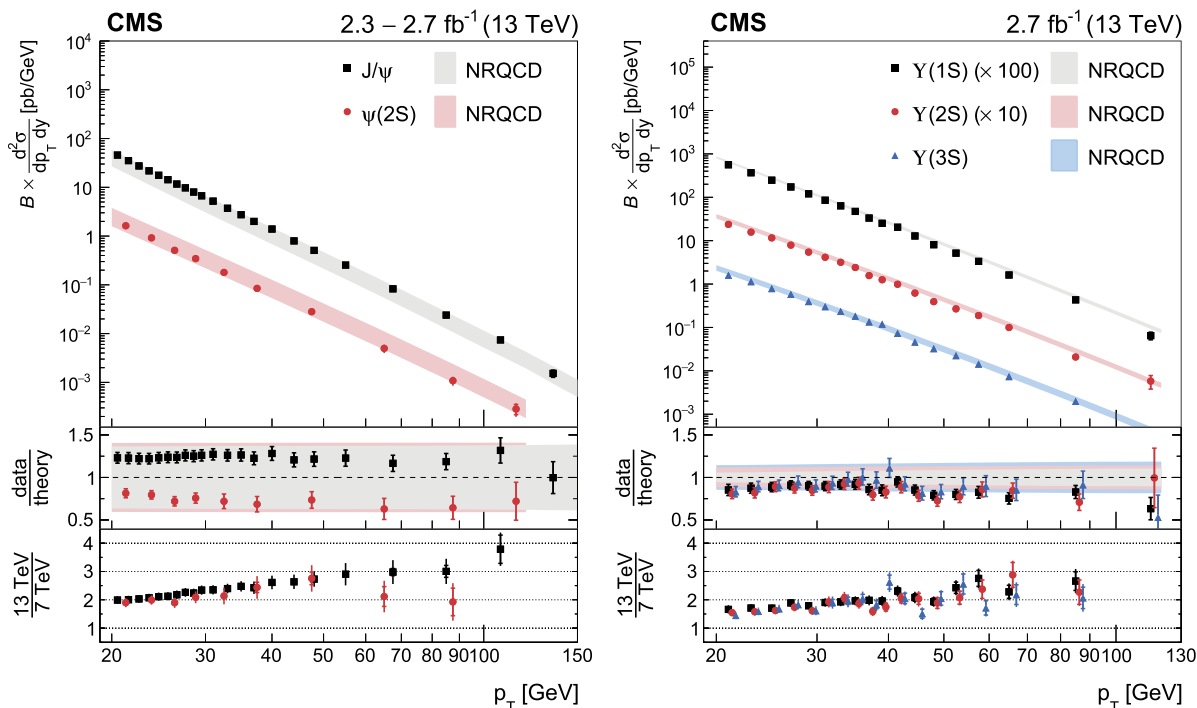 CMS 2.3 – 2.7 fb⁻¹ (13 TeV)
B × d²σ/dp_T dy [pb/GeV]
J/ψ NRQCD
ψ(2S) NRQCD
10⁴
10³
10²
10
1
10⁻¹
10⁻²
10⁻³
data/theory
1.5
1
0.5
13 TeV/7 TeV
4
3
2
1
20 30 40 50 60 70 80 90 100 150
p_T [GeV]
CMS 2.7 fb⁻¹ (13 TeV)
B × d²σ/dp_T dy [pb/GeV]
ϒ(1S) (× 100) NRQCD
ϒ(2S) (× 10) NRQCD
ϒ(3S) NRQCD
10⁵
10⁴
10³
10²
10
1
10⁻¹
10⁻²
10⁻³
data/theory
1.5
1
0.5
13 TeV/7 TeV
4
3
2
1
20 30 40 50 60 70 80 90 100 130
p_T [GeV]